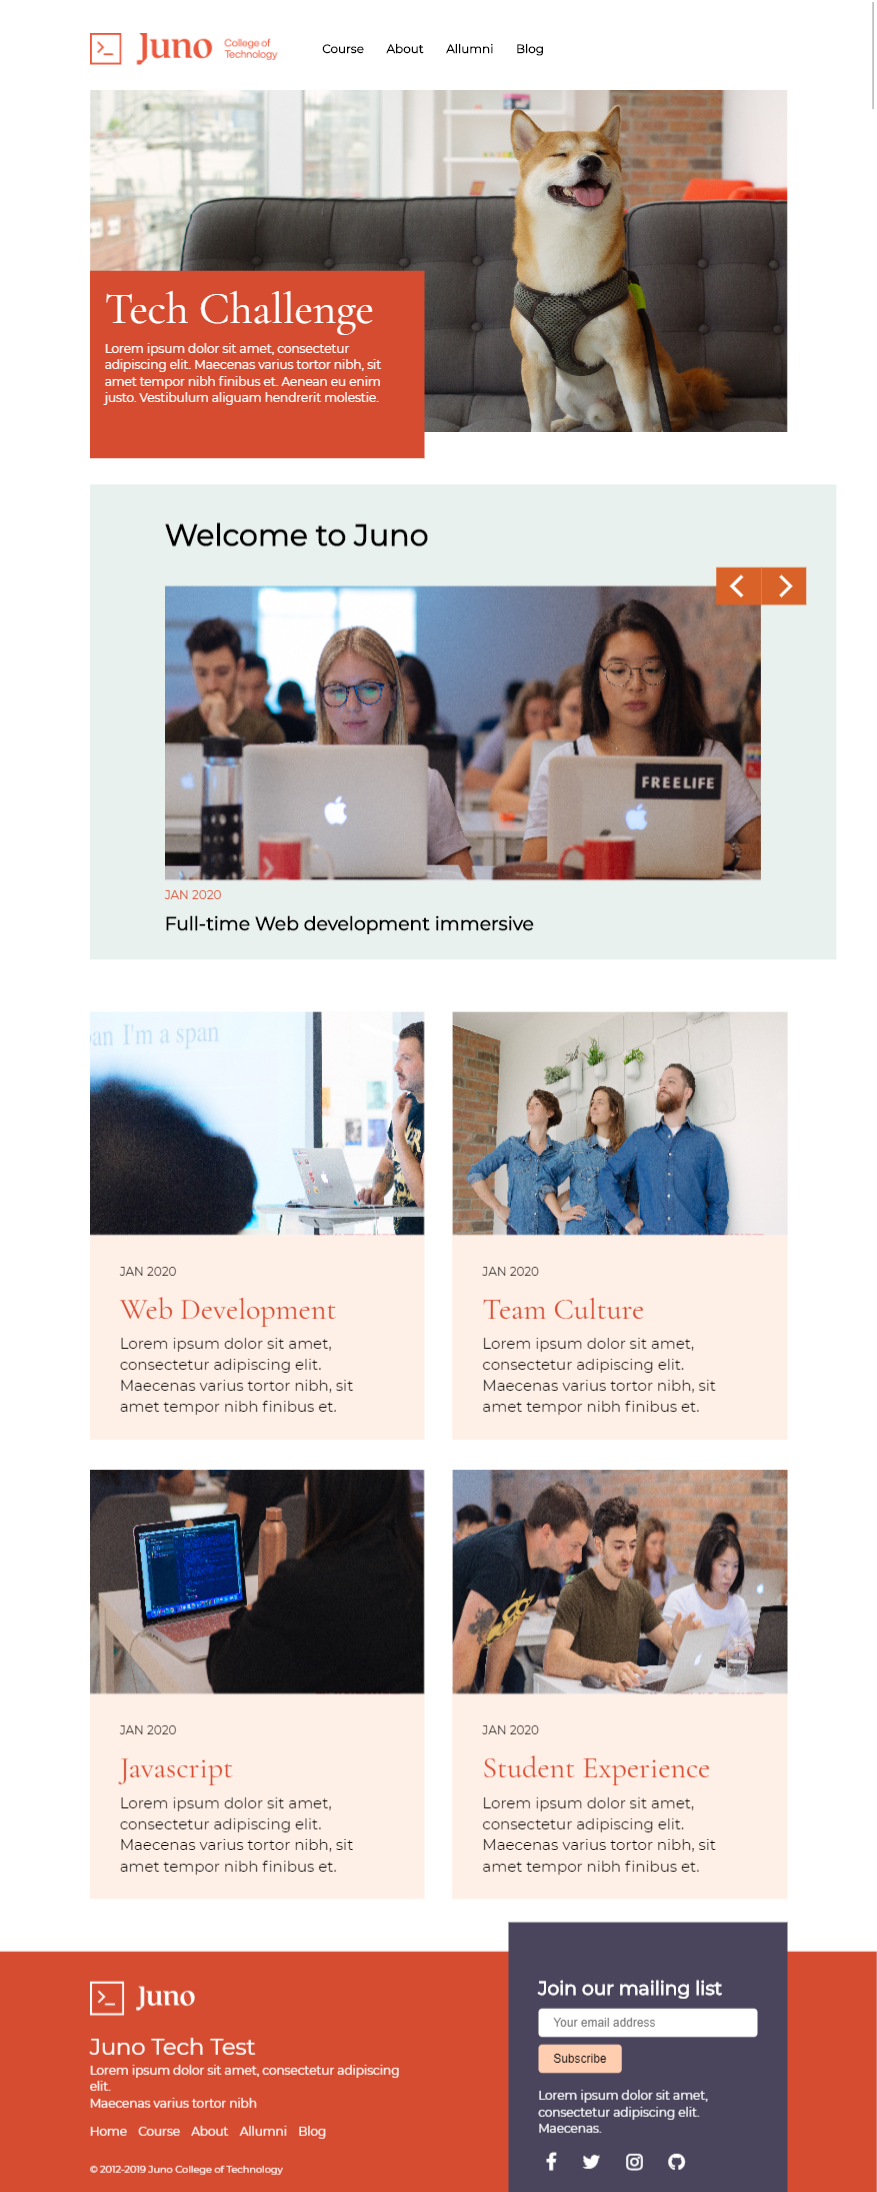 Juno College of
Technology
Course About Allumni Blog
Tech Challenge
Lorem ipsum dolor sit amet, consectetur
adipiscing elit. Maecenas varius tortor nibh, sit
amet tempor nibh finibus et. Aenean eu enim
justo. Vestibulum aliguam hendrerit molestie.
Welcome to Juno
FREELIFE
JAN 2020
Full-time Web development immersive
an I'm a span
JAN 2020
Web Development
Lorem ipsum dolor sit amet,
consectetur adipiscing elit.
Maecenas varius tortor nibh, sit
amet tempor nibh finibus et.
JAN 2020
Team Culture
Lorem ipsum dolor sit amet,
consectetur adipiscing elit.
Maecenas varius tortor nibh, sit
amet tempor nibh finibus et.
JAN 2020
Javascript
Lorem ipsum dolor sit amet,
consectetur adipiscing elit.
Maecenas varius tortor nibh, sit
amet tempor nibh finibus et.
JAN 2020
Student Experience
Lorem ipsum dolor sit amet,
consectetur adipiscing elit.
Maecenas varius tortor nibh, sit
amet tempor nibh finibus et.
Juno
Juno Tech Test
Lorem ipsum dolor sit amet, consectetur adipiscing
elit.
Maecenas varius tortor nibh
Home Course About Allumni Blog
© 2012-2019 Juno College of Technology
Join our mailing list
Your email address
Subscribe
Lorem ipsum dolor sit amet,
consectetur adipiscing elit.
Maecenas.